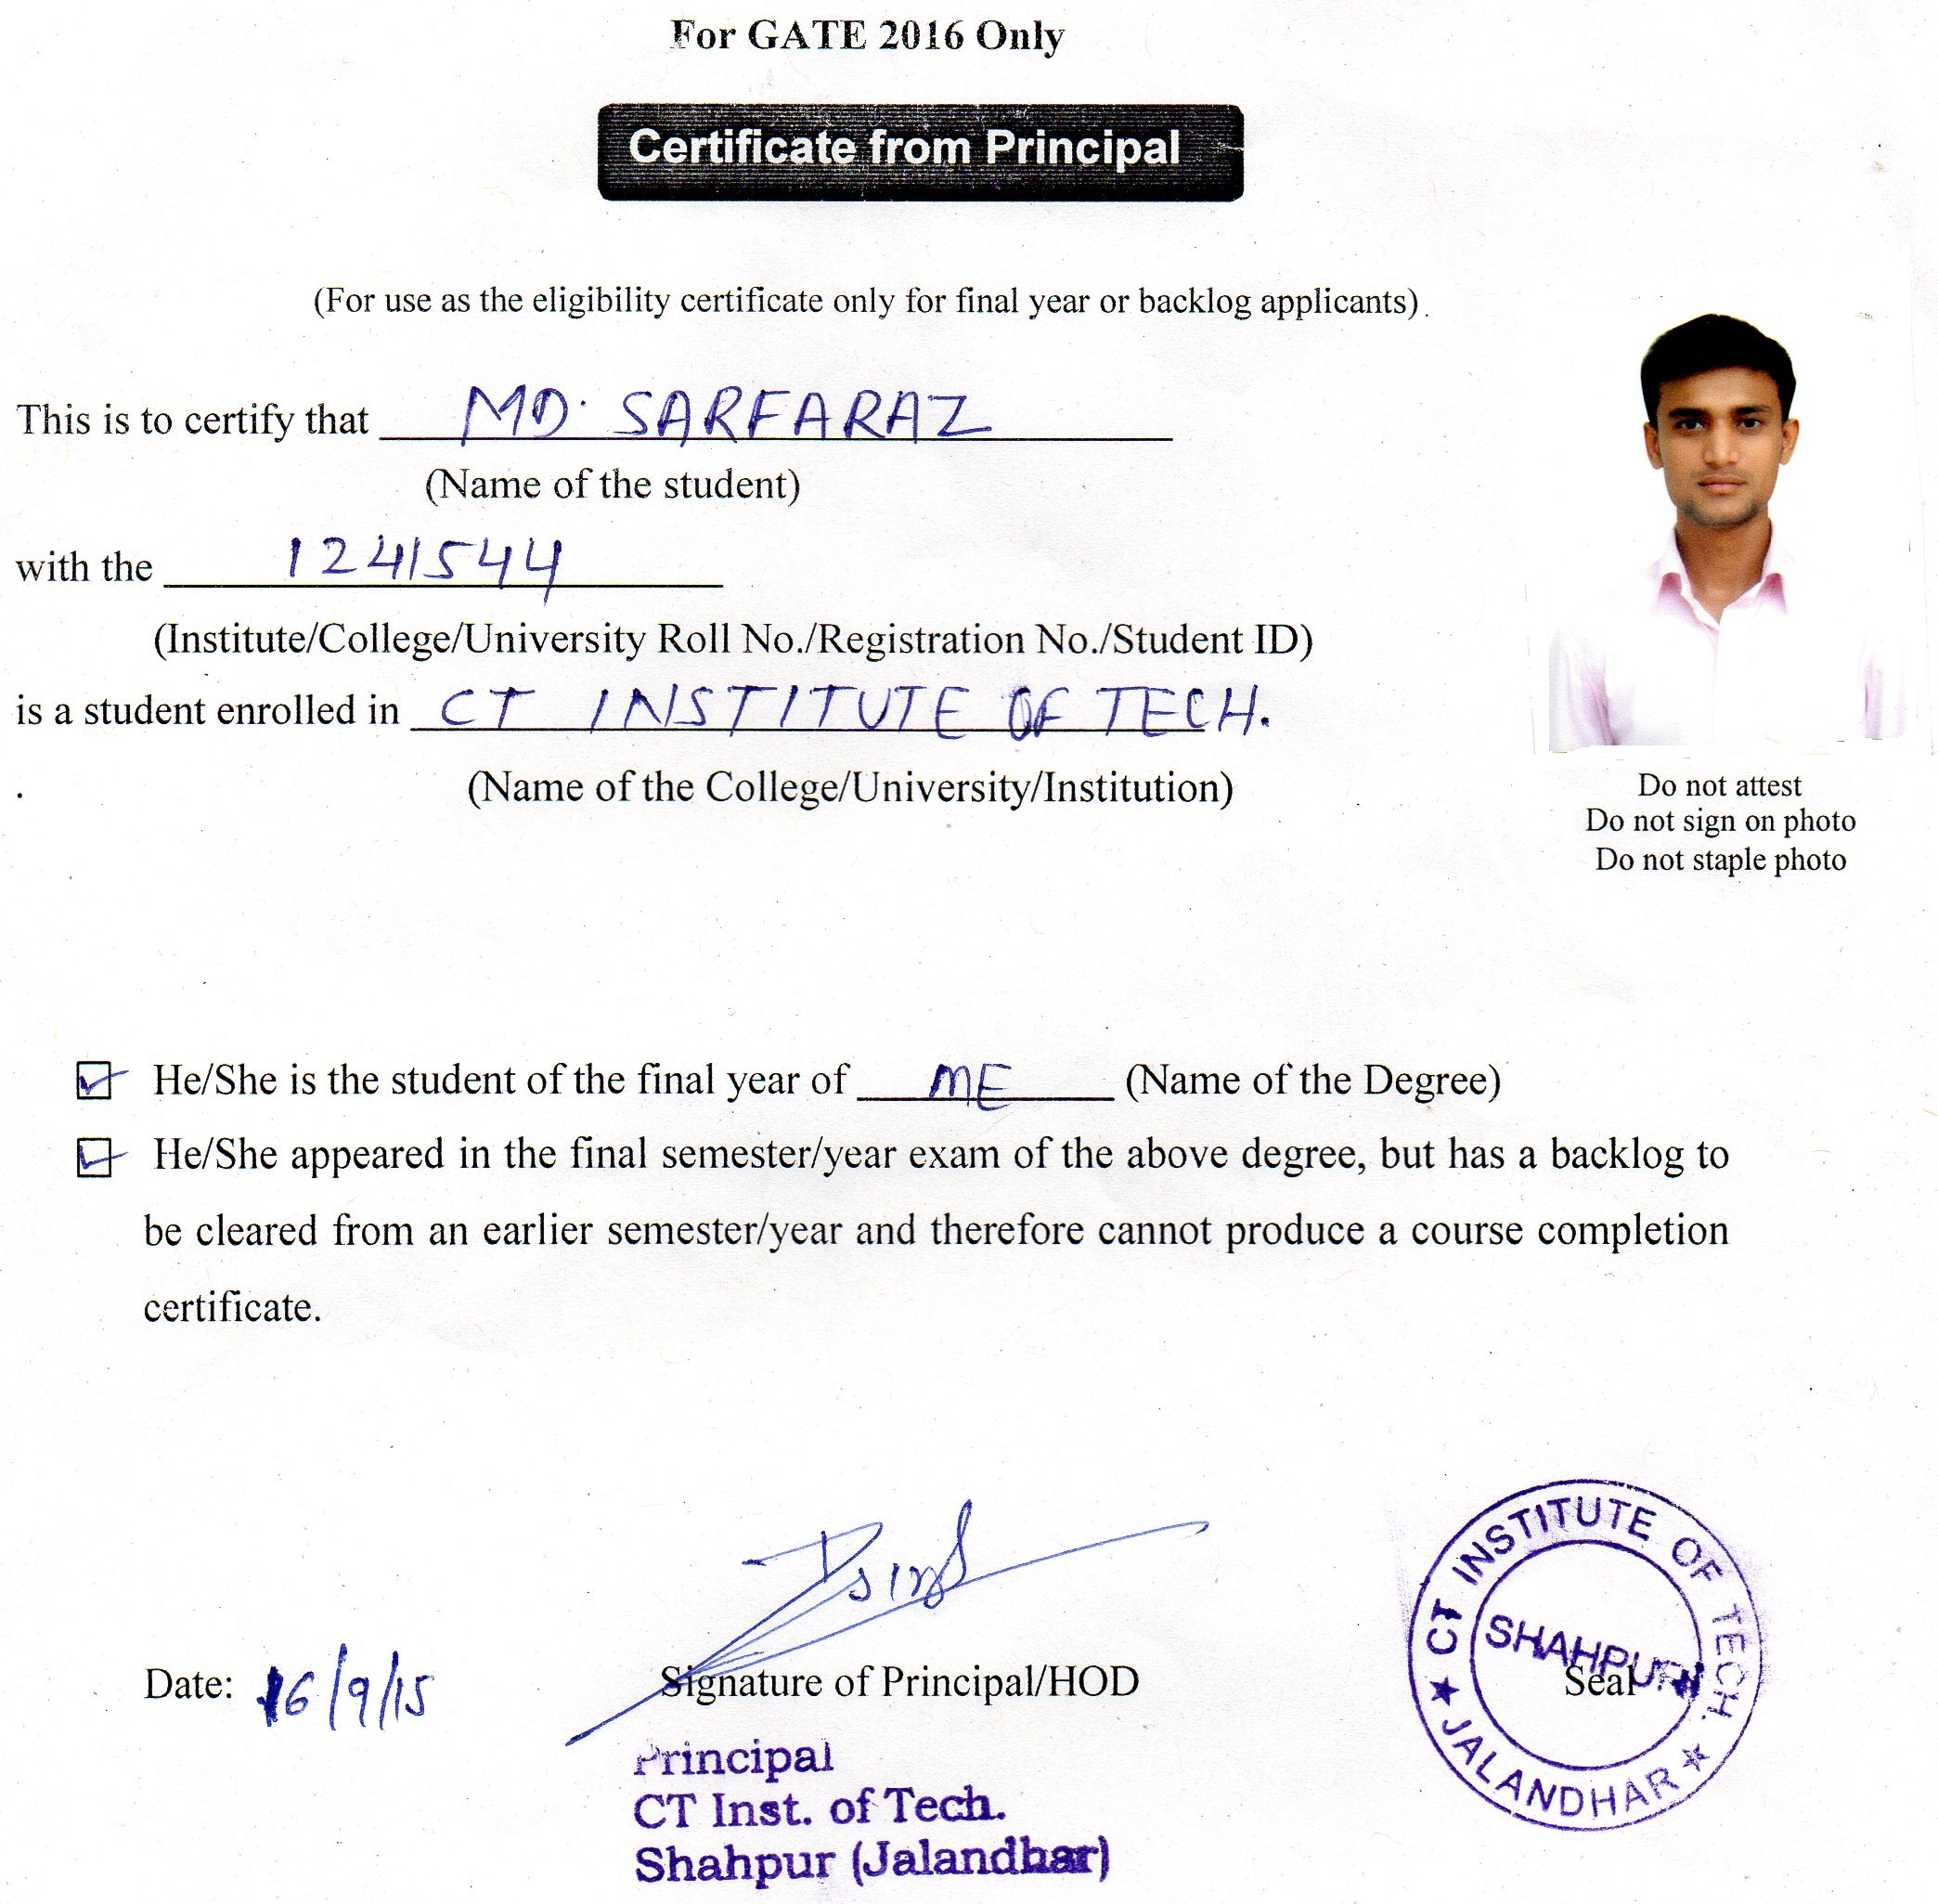 For GATE 2016 Only
Certificate from Principal
(For use as the eligibility certificate only for final year or backlog applicants).
This is to certify that MD. SARFARAZ
(Name of the student)
with the 1241544
(Institute/College/University Roll No./Registration No./Student ID)
is a student enrolled in CT INSTITUTE OF TECH.
(Name of the College/University/Institution)
Do not attest
Do not sign on photo
Do not staple photo
He/She is the student of the final year of ME (Name of the Degree)
He/She appeared in the final semester/year exam of the above degree, but has a backlog to
be cleared from an earlier semester/year and therefore cannot produce a course completion
certificate.
Date: 16/9/15
Signature of Principal/HOD
Seal
Principal
CT Inst. of Tech.
Shahpur (Jalandhar)
CT INSTITUTE OF TECH.
SHAHPUR
JALANDHAR